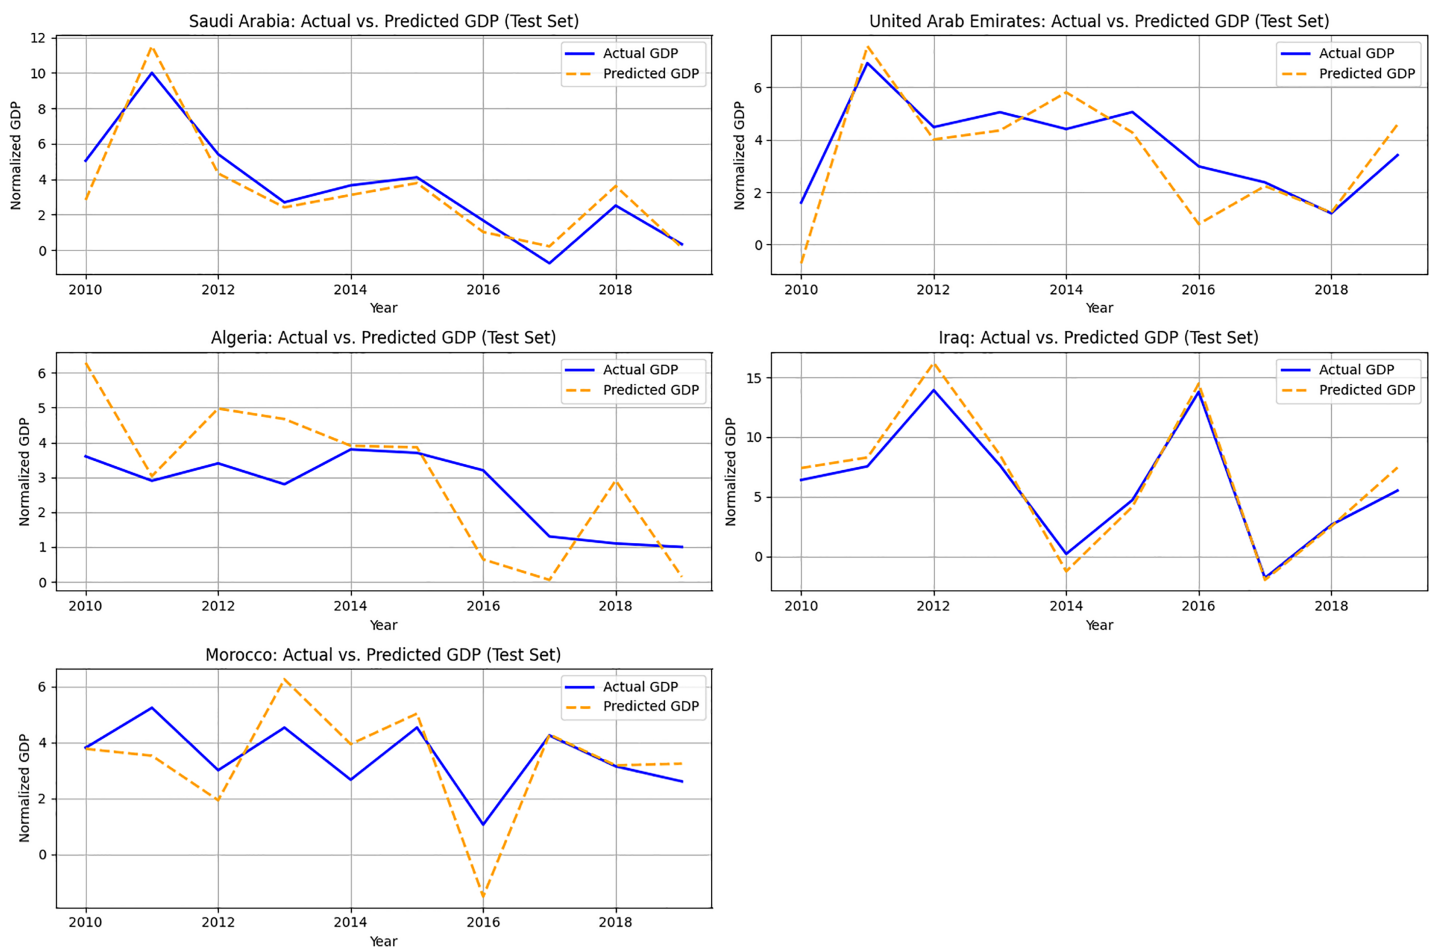 Saudi Arabia: Actual vs. Predicted GDP (Test Set)
12
10
8
6
4
2
0
Normalized GDP
Actual GDP
Predicted GDP
2010 2012 2014 2016 2018
Year
United Arab Emirates: Actual vs. Predicted GDP (Test Set)
6
4
2
0
Normalized GDP
Actual GDP
Predicted GDP
2010 2012 2014 2016 2018
Year
Algeria: Actual vs. Predicted GDP (Test Set)
6
5
4
3
2
1
0
Normalized GDP
Actual GDP
Predicted GDP
2010 2012 2014 2016 2018
Year
Iraq: Actual vs. Predicted GDP (Test Set)
15
10
5
0
Normalized GDP
Actual GDP
Predicted GDP
2010 2012 2014 2016 2018
Year
Morocco: Actual vs. Predicted GDP (Test Set)
6
4
2
0
Normalized GDP
Actual GDP
Predicted GDP
2010 2012 2014 2016 2018
Year